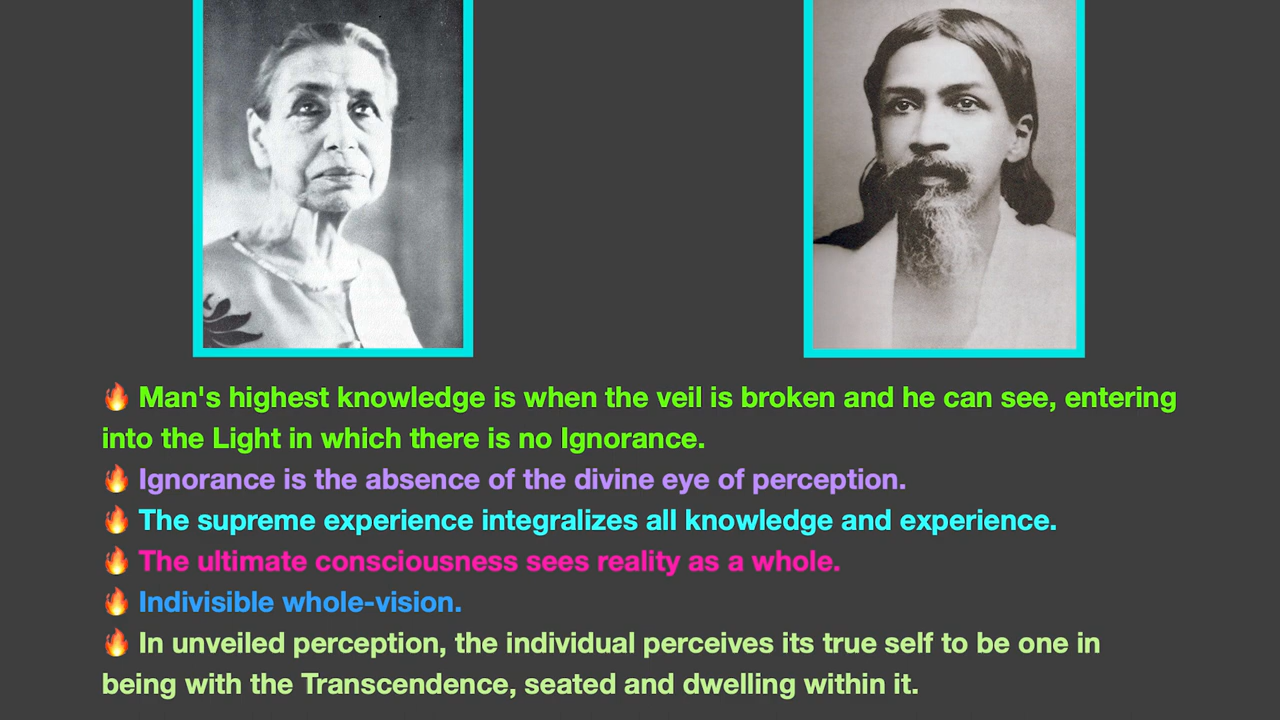 🔥 Man's highest knowledge is when the veil is broken and he can see, entering
into the Light in which there is no Ignorance.
🔥 Ignorance is the absence of the divine eye of perception.
🔥 The supreme experience integralizes all knowledge and experience.
🔥 The ultimate consciousness sees reality as a whole.
🔥 Indivisible whole-vision.
🔥 In unveiled perception, the individual perceives its true self to be one in
being with the Transcendence, seated and dwelling within it.